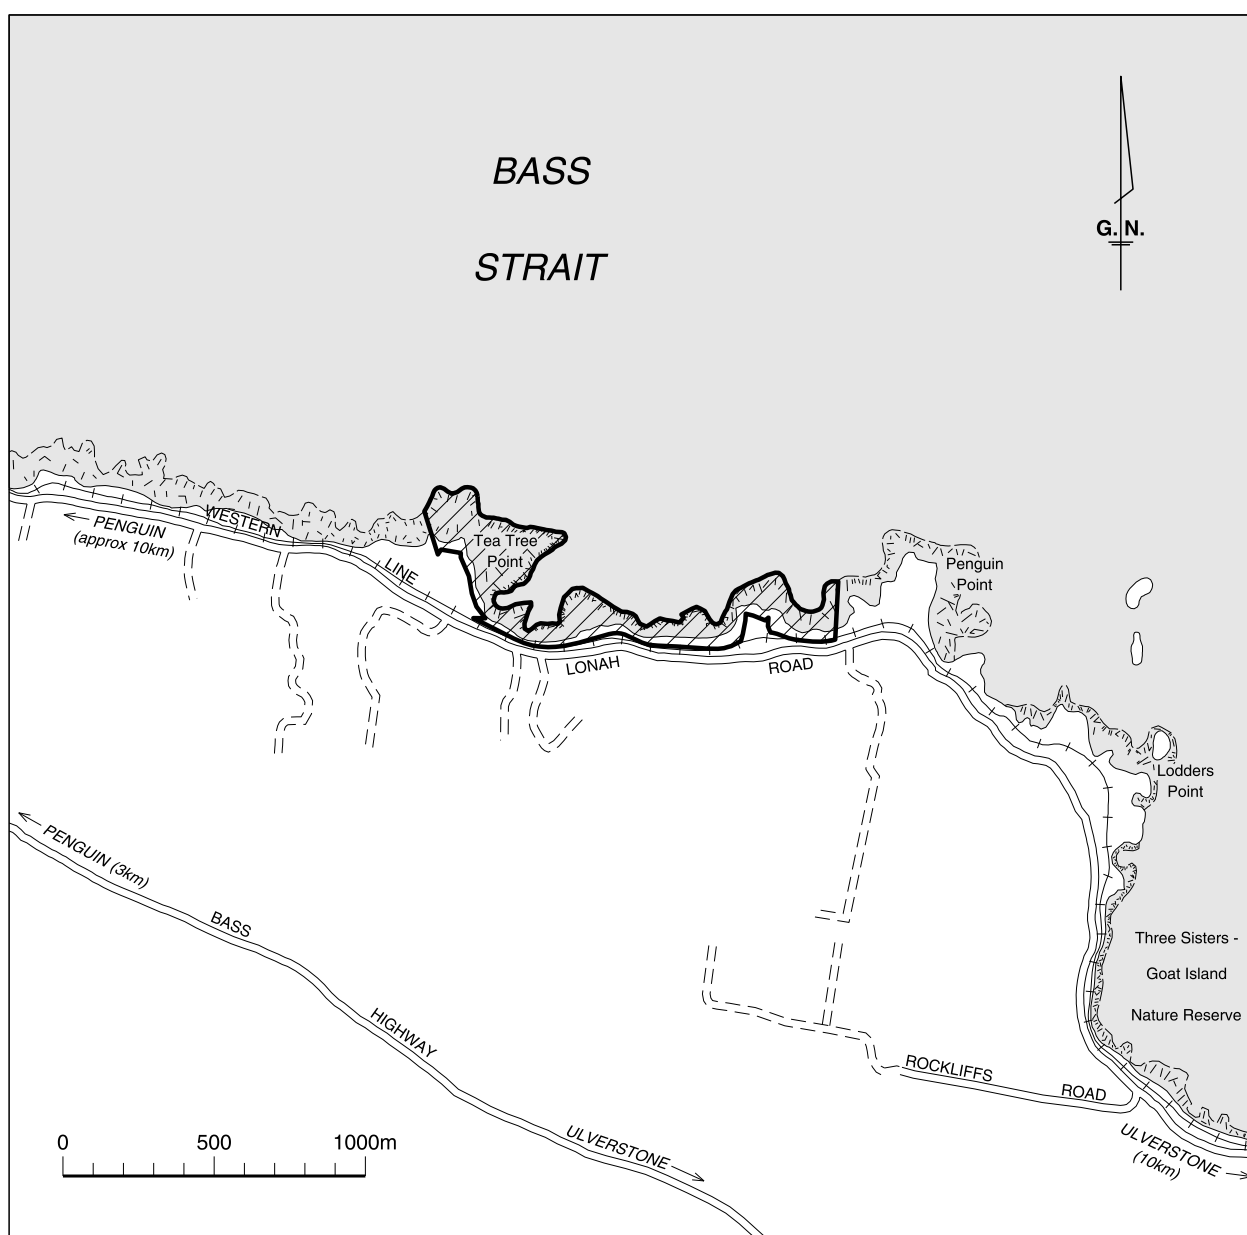 BASS
STRAIT
G. N.
WESTERN
PENGUIN
(approx 10km)
LINE
Tea Tree
Point
Penguin
Point
LONAH
ROAD
Lodders
Point
PENGUIN (3km)
BASS
HIGHWAY
Three Sisters -
Goat Island
Nature Reserve
ROCKLIFFS
ROAD
ULVERSTONE
ULVERSTONE
(10km)
0 500 1000m